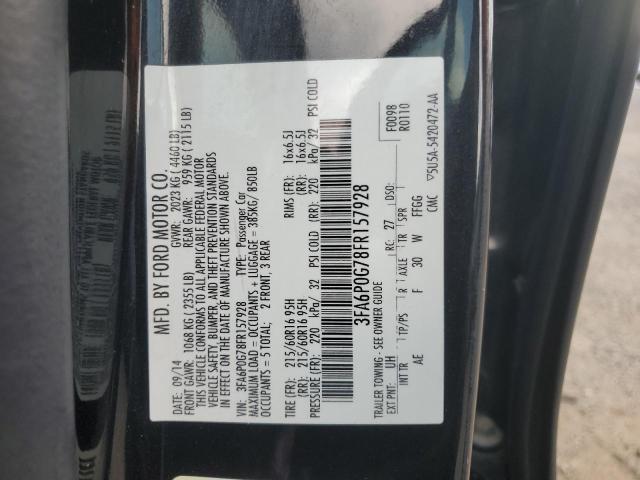 MFD. BY FORD MOTOR CO.
09/14 GVWR: 2023 KG ( 4460 LB)
FRONT GAWR: 1068 KG ( 2355 LB) REAR GAWR: 959 KG ( 2115 LB)
THIS VEHICLE CONFORMS TO ALL APPLICABLE FEDERAL MOTOR
VEHICLE SAFETY, BUMPER, AND THEFT PREVENTION STANDARDS
IN EFFECT ON THE DATE OF MANUFACTURE SHOWN ABOVE.
VIN: 3FA6P0G78FR157928 TYPE: Passenger Car
MAXIMUM LOAD = OCCUPANTS + LUGGAGE = 385KG/ 850LB
OCCUPANTS = 5 TOTAL: 2 FRONT, 3 REAR
TIRE (FR): 215/60R16 95H RIMS (FR): 16x6.5J
(RR): 215/60R16 95H (RR): 16x6.5J
PRESSURE (FR): 220 kPa/ 32 PSI COLD (RR): 220 kPa/ 32 PSI COLD
3FA6P0G78FR157928
TRAILER TOWING - SEE OWNER GUIDE
F0098
R0110
EXT PNT: UH RC: 27 DSO:
INT TR TP/PS R AXLE TR SPR
AE F 30 W FFGG
CMC ▽5U5A-5420472-AA